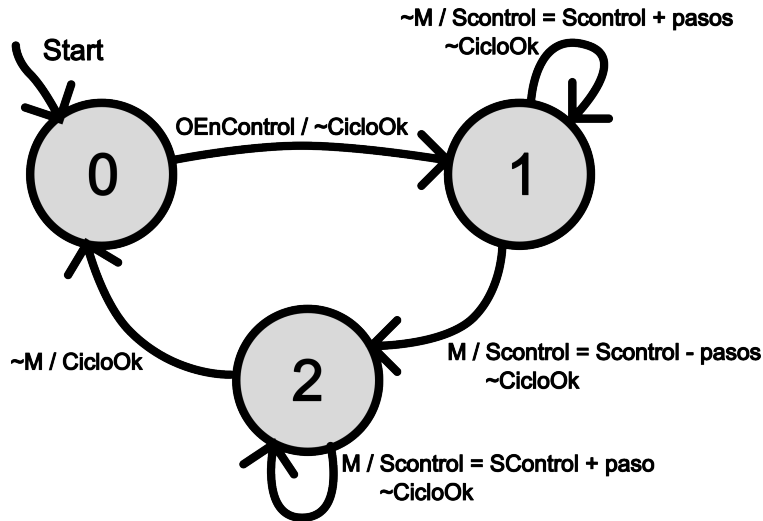 ~M / Scontrol = Scontrol + pasos
~CicloOk
Start
OEnControl / ~CicloOk
0
1
M / Scontrol = Scontrol - pasos
~CicloOk
~M / CicloOk
2
M / Scontrol = SControl + paso
~CicloOk